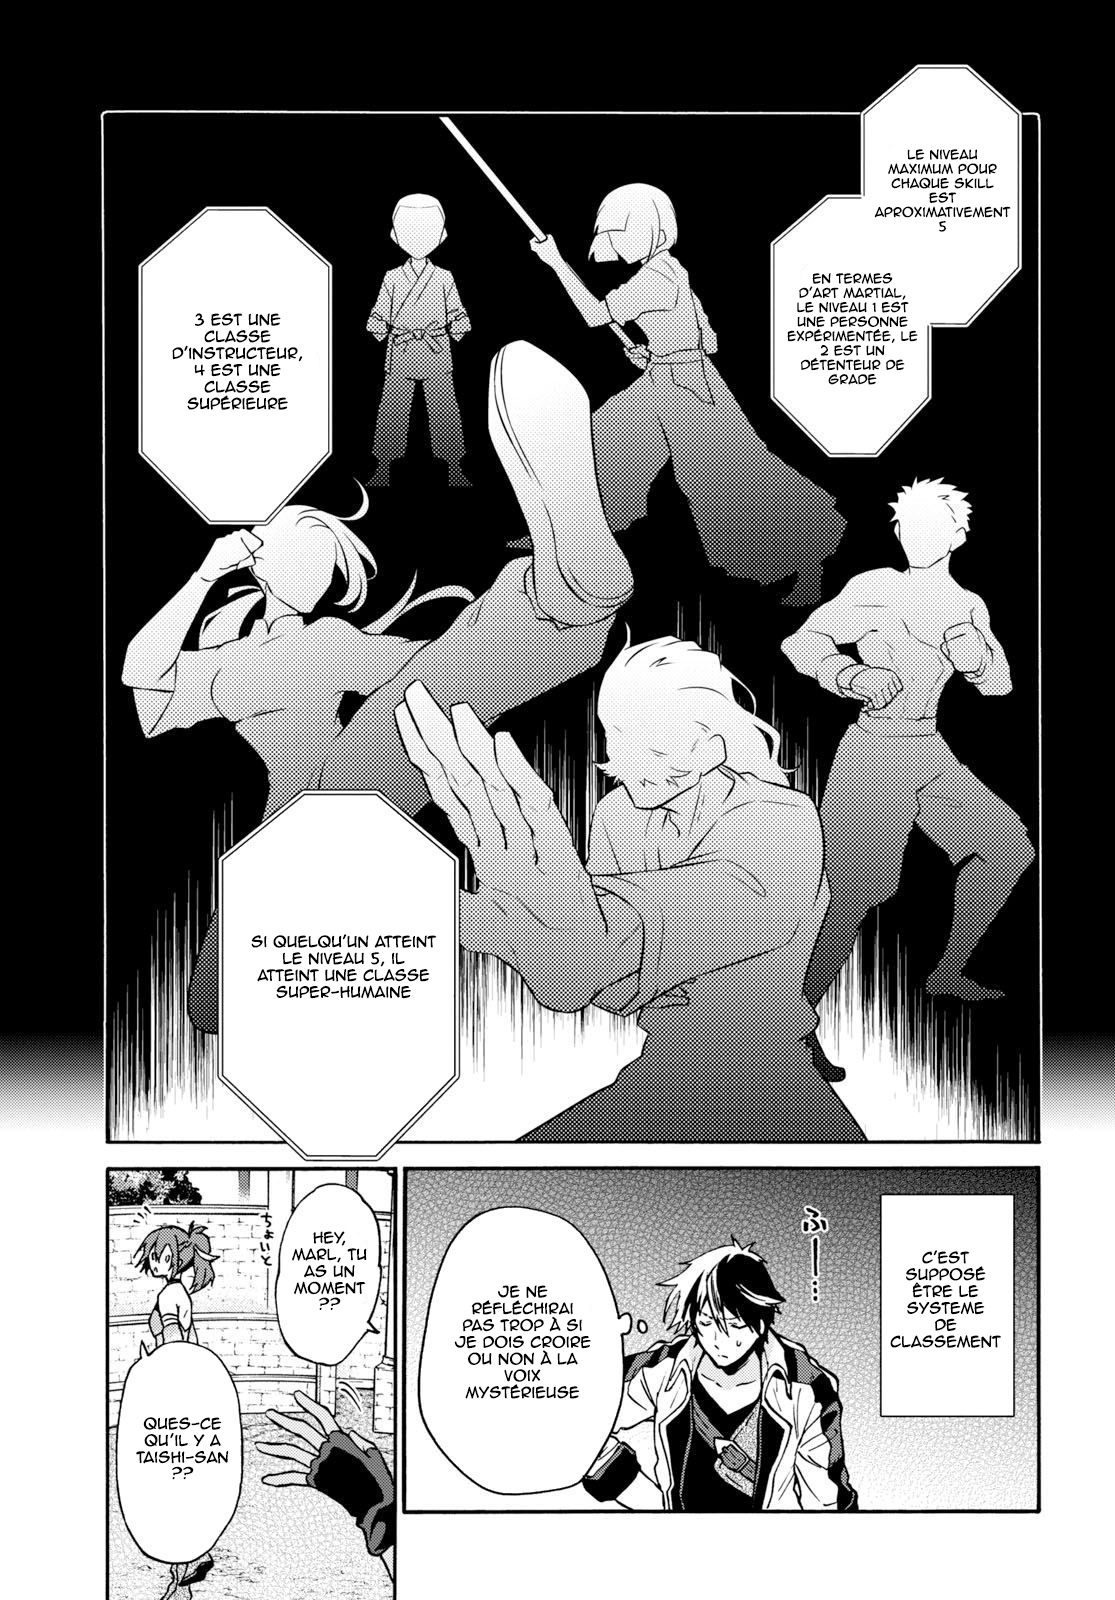 LE NIVEAU
MAXIMUM POUR
CHAQUE SKILL
EST
APROXIMATIVEMENT
5
EN TERMES
D'ART MARTIAL,
LE NIVEAU 1 EST
UNE PERSONNE
EXPÉRIMENTÉE, LE
2 EST UN
DÉTENTEUR DE
GRADE
3 EST UNE
CLASSE
D'INSTRUCTEUR,
4 EST UNE
CLASSE
SUPÉRIEURE
SI QUELQU'UN ATTEINT
LE NIVEAU 5, IL
ATTEINT UNE CLASSE
SUPER-HUMAINE
C'EST
SUPPOSÉ
ÊTRE LE
SYSTEME
DE
CLASSEMENT
ふーー…
JE NE
RÉFLÉCHIRAI
PAS TROP À SI
JE DOIS CROIRE
OU NON À LA
VOIX
MYSTÉRIEUSE
HEY,
MARL, TU
AS UN
MOMENT
??
ちょいと
QUES-CE
QU'IL Y A
TAISHI-SAN
??